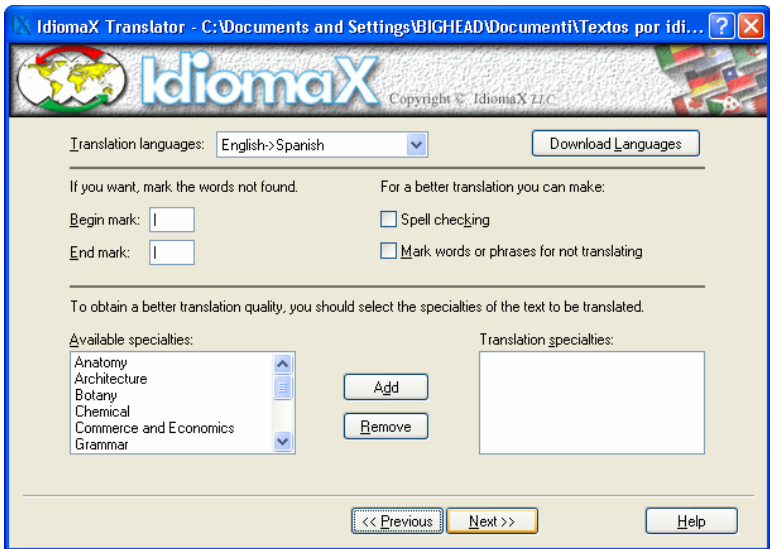 IdiomaX Translator - C:\Documents and Settings\BIGHEAD\Documenti\Textos por idi...
IdiomaX
Copyright © IdiomaX LLC
Translation languages: English->Spanish Download Languages
If you want, mark the words not found. For a better translation you can make:
Begin mark: | Spell checking
End mark: | Mark words or phrases for not translating
To obtain a better translation quality, you should select the specialties of the text to be translated.
Available specialties: Translation specialties:
Anatomy
Architecture
Botany
Chemical
Commerce and Economics
Grammar
Add
Remove
<< Previous Next >> Help